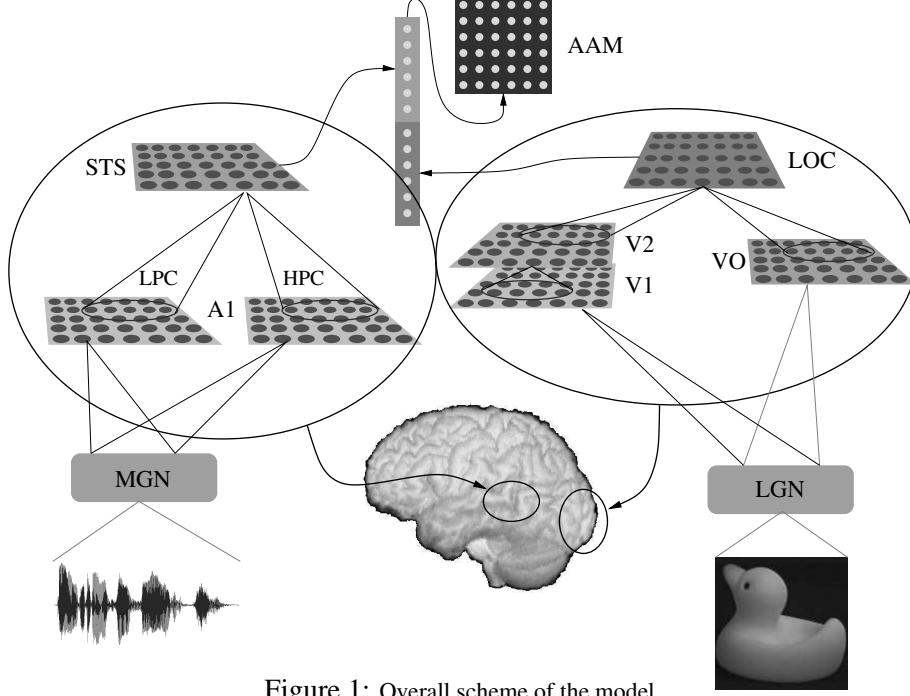 AAM
STS
LOC
LPC
HPC
A1
V2
V1
VO
MGN
LGN
Figure 1: Overall scheme of the model